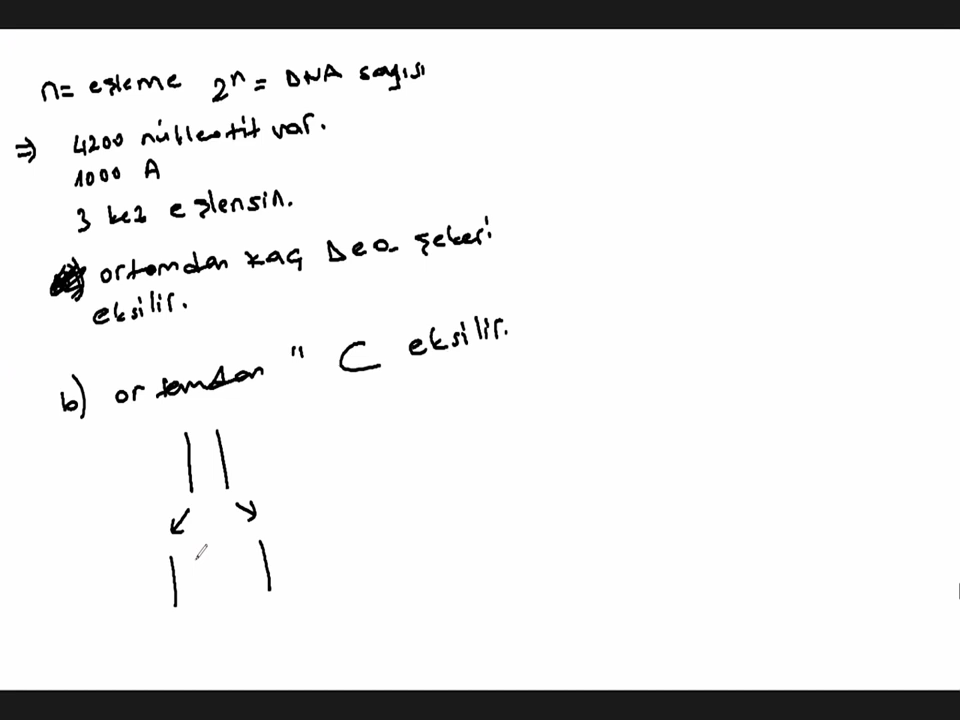 n= eşleme 2ⁿ = DNA sayısı
⇒ 4200 nükleotit var.
1000 A
3 kez eşlensin.
ortamdan kaç Deo. şekeri
eksilir.
b) ortamdan " C eksilir.